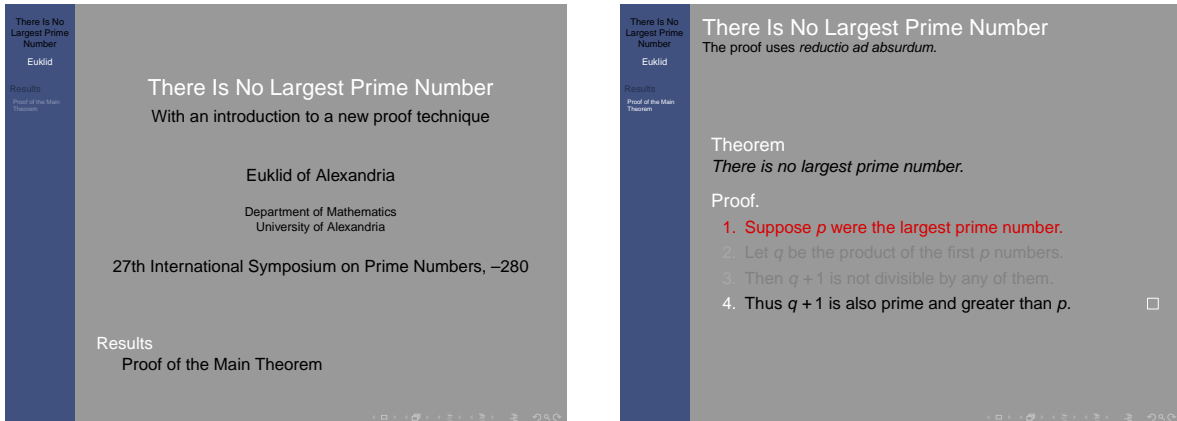 There Is No
Largest Prime
Number
Euklid
Results
Proof of the Main
Theorem
There Is No Largest Prime Number
With an introduction to a new proof technique
Euklid of Alexandria
Department of Mathematics
University of Alexandria
27th International Symposium on Prime Numbers, –280
Results
Proof of the Main Theorem
There Is No
Largest Prime
Number
Euklid
Results
Proof of the Main
Theorem
There Is No Largest Prime Number
The proof uses reductio ad absurdum.
Theorem
There is no largest prime number.
Proof.
1. Suppose p were the largest prime number.
2. Let q be the product of the first p numbers.
3. Then q + 1 is not divisible by any of them.
4. Thus q + 1 is also prime and greater than p. □